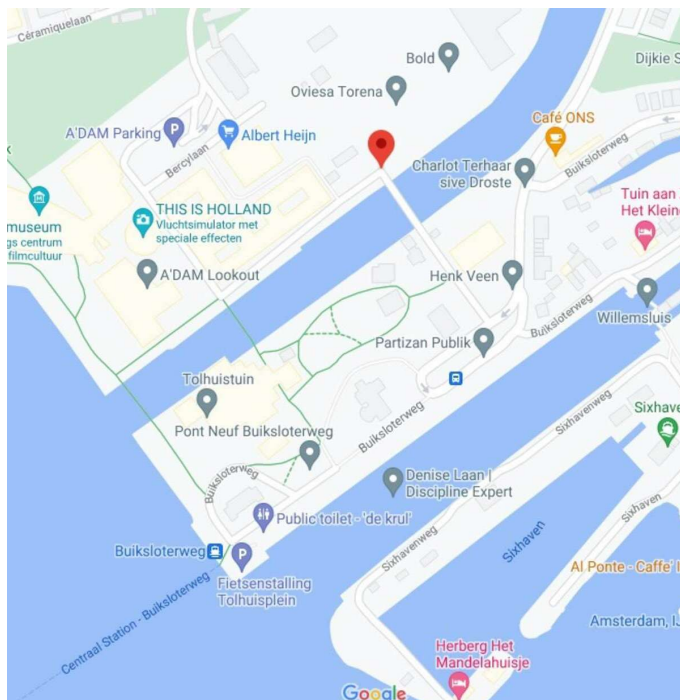 Céramiquelaan
Bold
Dijkie S
Oviesa Torena
A'DAM Parking
P
Albert Heijn
Café ONS
Bercylaan
Charlot Terhaar
sive Droste
Buiksloterweg
museum
gs centrum
filmcultuur
THIS IS HOLLAND
Vluchtsimulator met
speciale effecten
Tuin aan
Het Klein
A'DAM Lookout
Henk Veen
Buiksloterweg
Willemsluis
Partizan Publik
Tolhuistuin
Pont Neuf Buiksloterweg
Buiksloterweg
Sixhavenweg
Sixhav
Buiksloterweg
Denise Laan |
Discipline Expert
Public toilet - 'de krul'
Sixhaven
Sixhaven
Buiksloterweg
P
Fietsenstalling
Tolhuisplein
Sixhavenweg
Al Ponte - Caffe'
Centraal Station - Buiksloterweg
Amsterdam, IJ
Herberg Het
Mandelahuisje
Google